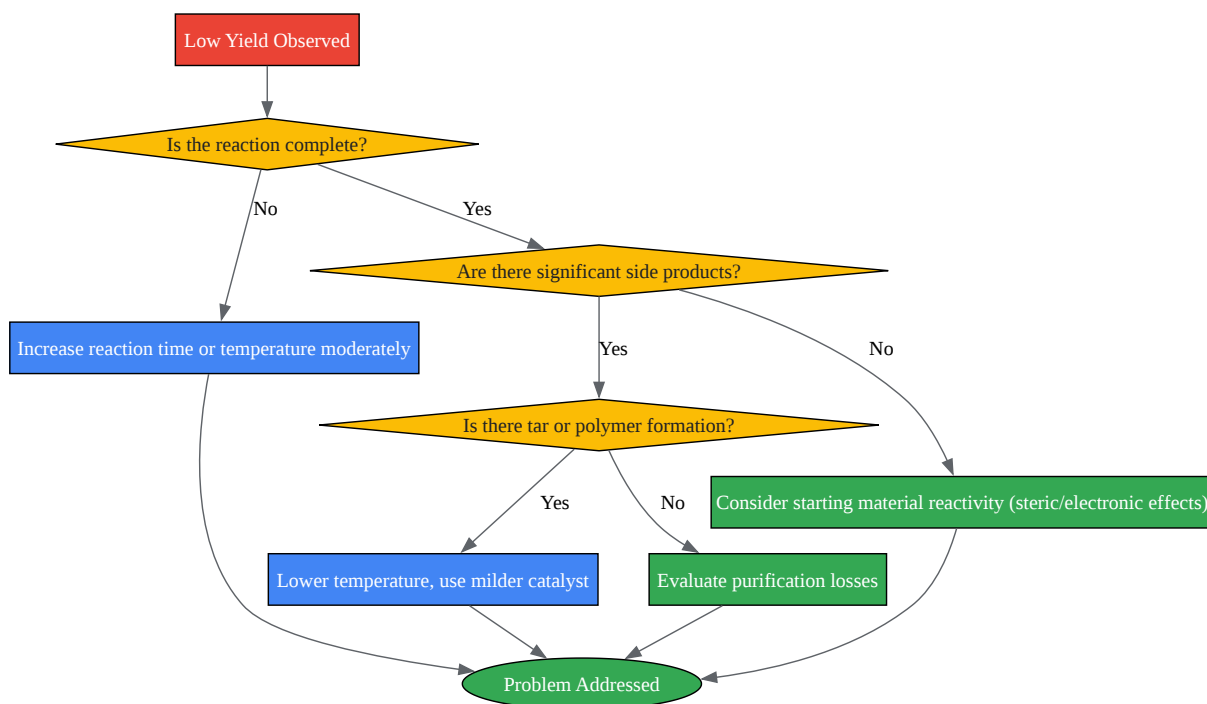 Low Yield Observed
Is the reaction complete?
No
Yes
Are there significant side products?
Increase reaction time or temperature moderately
Yes
No
Is there tar or polymer formation?
Yes
No
Consider starting material reactivity (steric/electronic effects)
Lower temperature, use milder catalyst
Evaluate purification losses
Problem Addressed